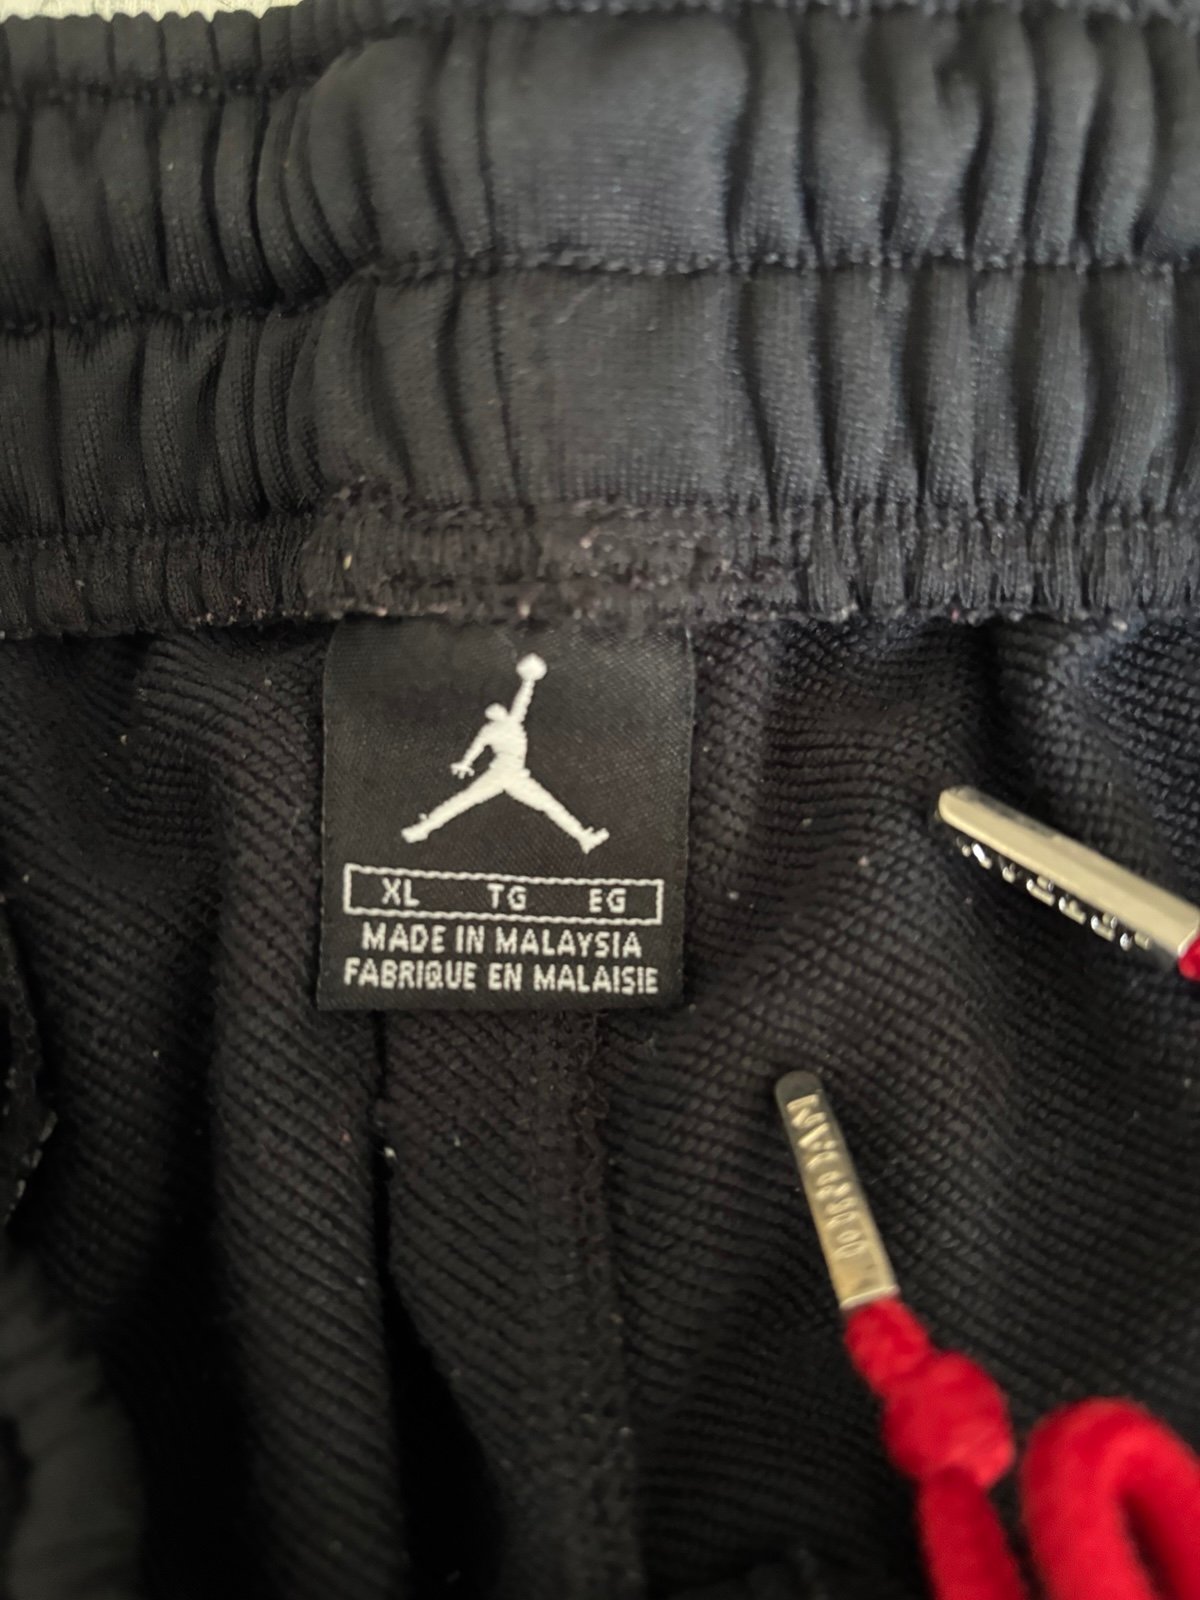 XL TG EG
MADE IN MALAYSIA
FABRIQUE EN MALAISIE